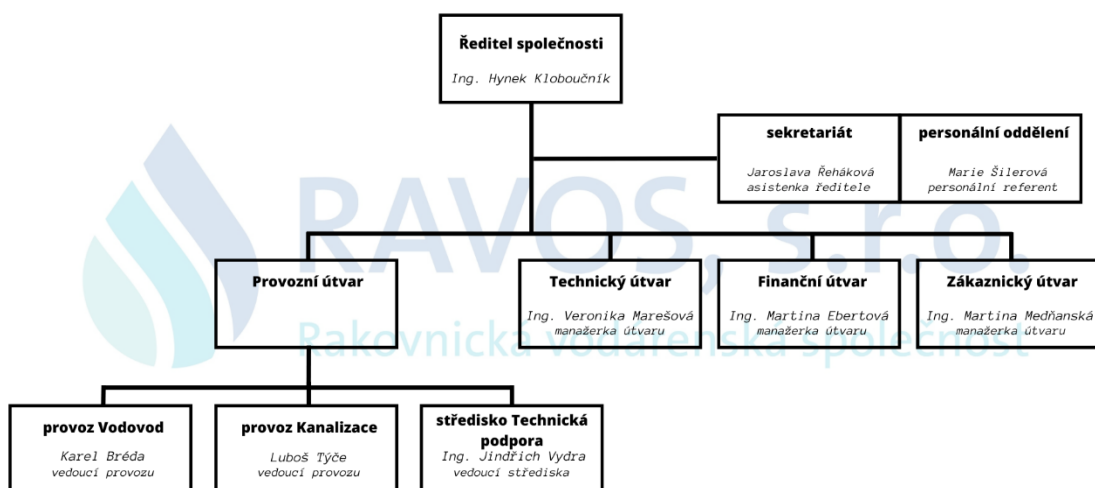 Ředitel společnosti
Ing. Hynek Kloboučník
sekretariát
Jaroslava Řeháková
asistenka ředitele
personální oddělení
Marie Šilerová
personální referent
RAVOS, s.r.o.
Rakovnická vodárenská společnost
Provozní útvar
Technický útvar
Ing. Veronika Marešová
manažerka útvaru
Finanční útvar
Ing. Martina Ebertová
manažerka útvaru
Zákaznický útvar
Ing. Martina Medňanská
manažerka útvaru
provoz Vodovod
Karel Bréda
vedoucí provozu
provoz Kanalizace
Luboš Týče
vedoucí provozu
středisko Technická
podpora
Ing. Jindřich Vydra
vedoucí střediska